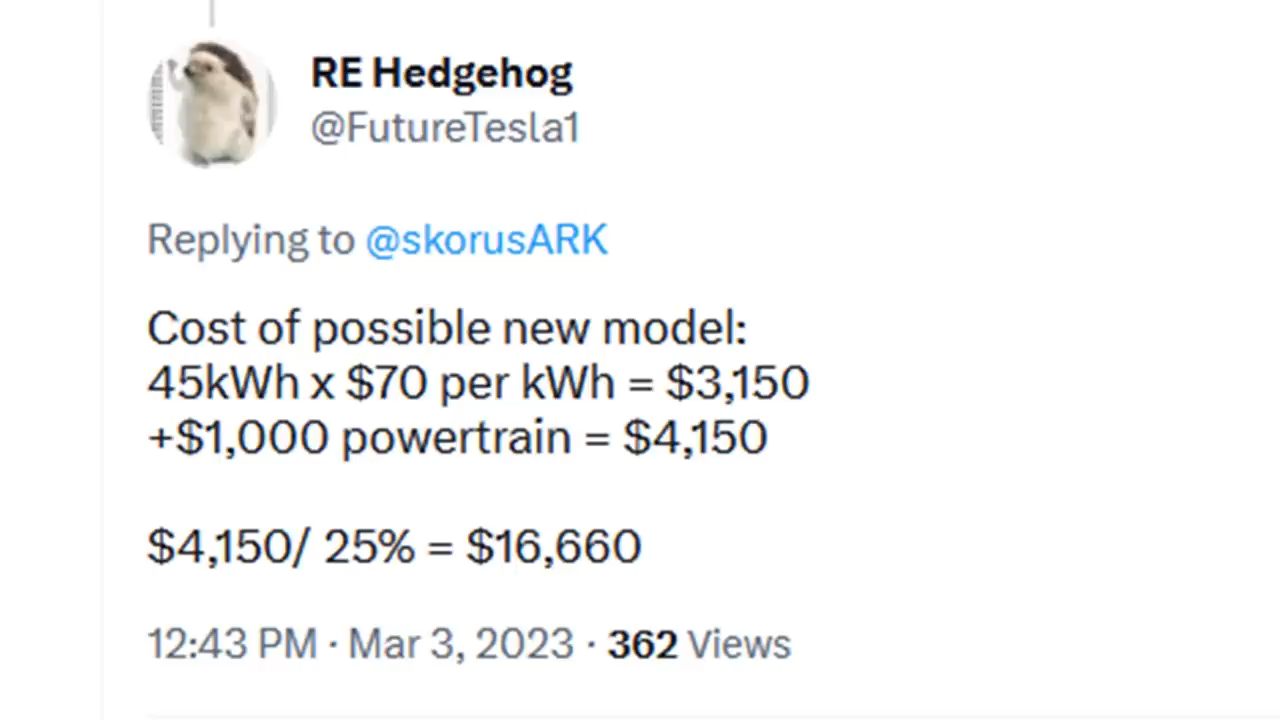 RE Hedgehog
@FutureTesla1
Replying to @skorusARK
Cost of possible new model:
45kWh x $70 per kWh = $3,150
+$1,000 powertrain = $4,150
$4,150/ 25% = $16,660
12:43 PM · Mar 3, 2023 · 362 Views